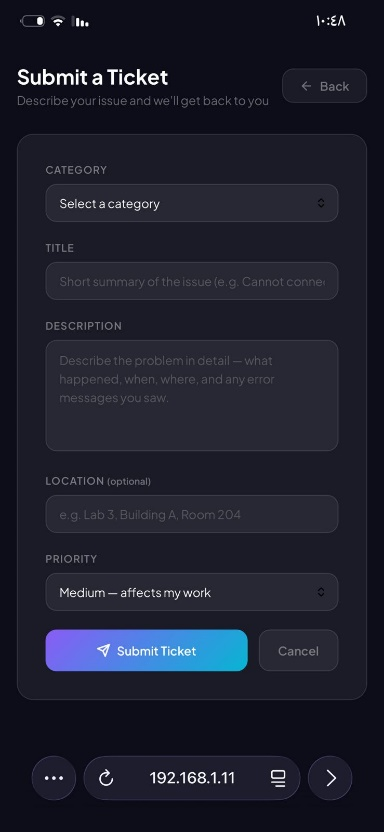 ١٠:٤٨
Submit a Ticket
Describe your issue and we'll get back to you
Back
CATEGORY
Select a category
TITLE
Short summary of the issue (e.g. Cannot connec
DESCRIPTION
Describe the problem in detail — what
happened, when, where, and any error
messages you saw.
LOCATION (optional)
e.g. Lab 3, Building A, Room 204
PRIORITY
Medium — affects my work
Submit Ticket
Cancel
192.168.1.11